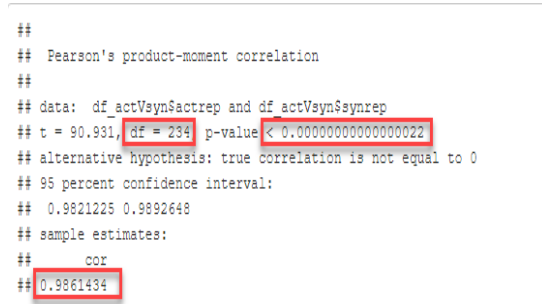 ##
## Pearson's product-moment correlation
##
## data: df_actVsyn$actrep and df_actVsyn$synrep
## t = 90.931, df = 234, p-value < 0.00000000000000022
## alternative hypothesis: true correlation is not equal to 0
## 95 percent confidence interval:
## 0.9821225 0.9892648
## sample estimates:
## cor
## 0.9861434